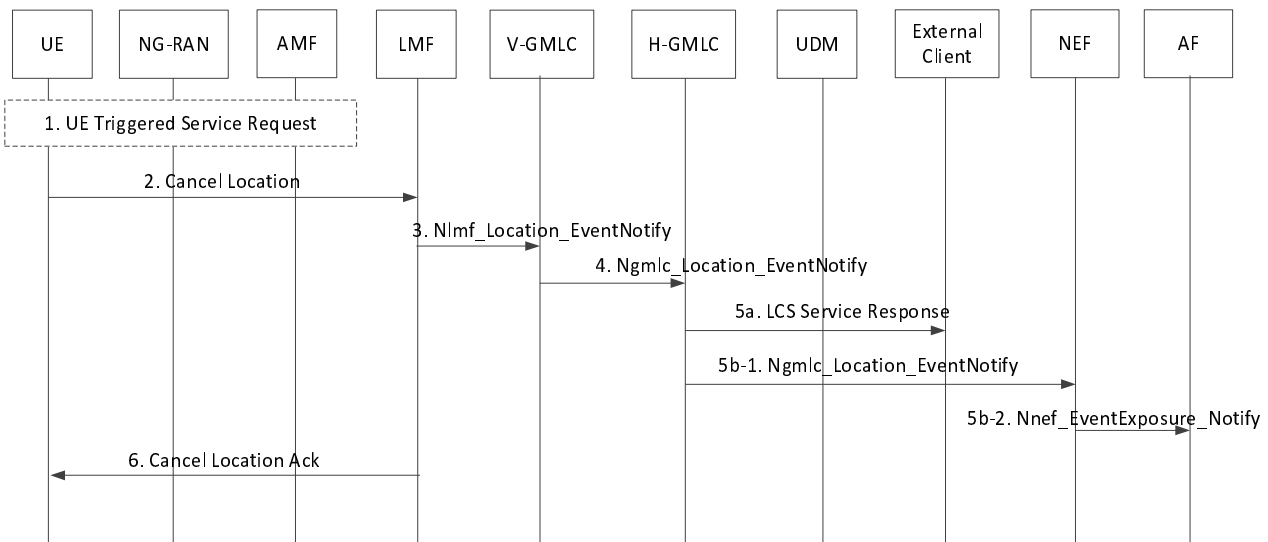 UE
NG-RAN
AMF
LMF
V-GMLC
H-GMLC
UDM
External
Client
NEF
AF
1. UE Triggered Service Request
2. Cancel Location
3. Nlmf_Location_EventNotify
4. Ngmlc_Location_EventNotify
5a. LCS Service Response
5b-1. Ngmlc_Location_EventNotify
5b-2. Nnef_EventExposure_Notify
6. Cancel Location Ack